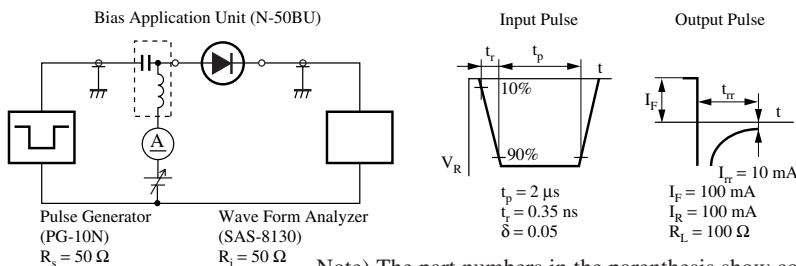 Bias Application Unit (N-50BU)
A
Pulse Generator
(PG-10N)
R_s = 50 Ω
Wave Form Analyzer
(SAS-8130)
R_i = 50 Ω
Input Pulse
t_r
t_p
t
10%
90%
V_R
t_p = 2 µs
t_r = 0.35 ns
δ = 0.05
Output Pulse
I_F
t_rr
t
I_rr = 10 mA
I_F = 100 mA
I_R = 100 mA
R_L = 100 Ω
Note) The part numbers in the parenthesis show co